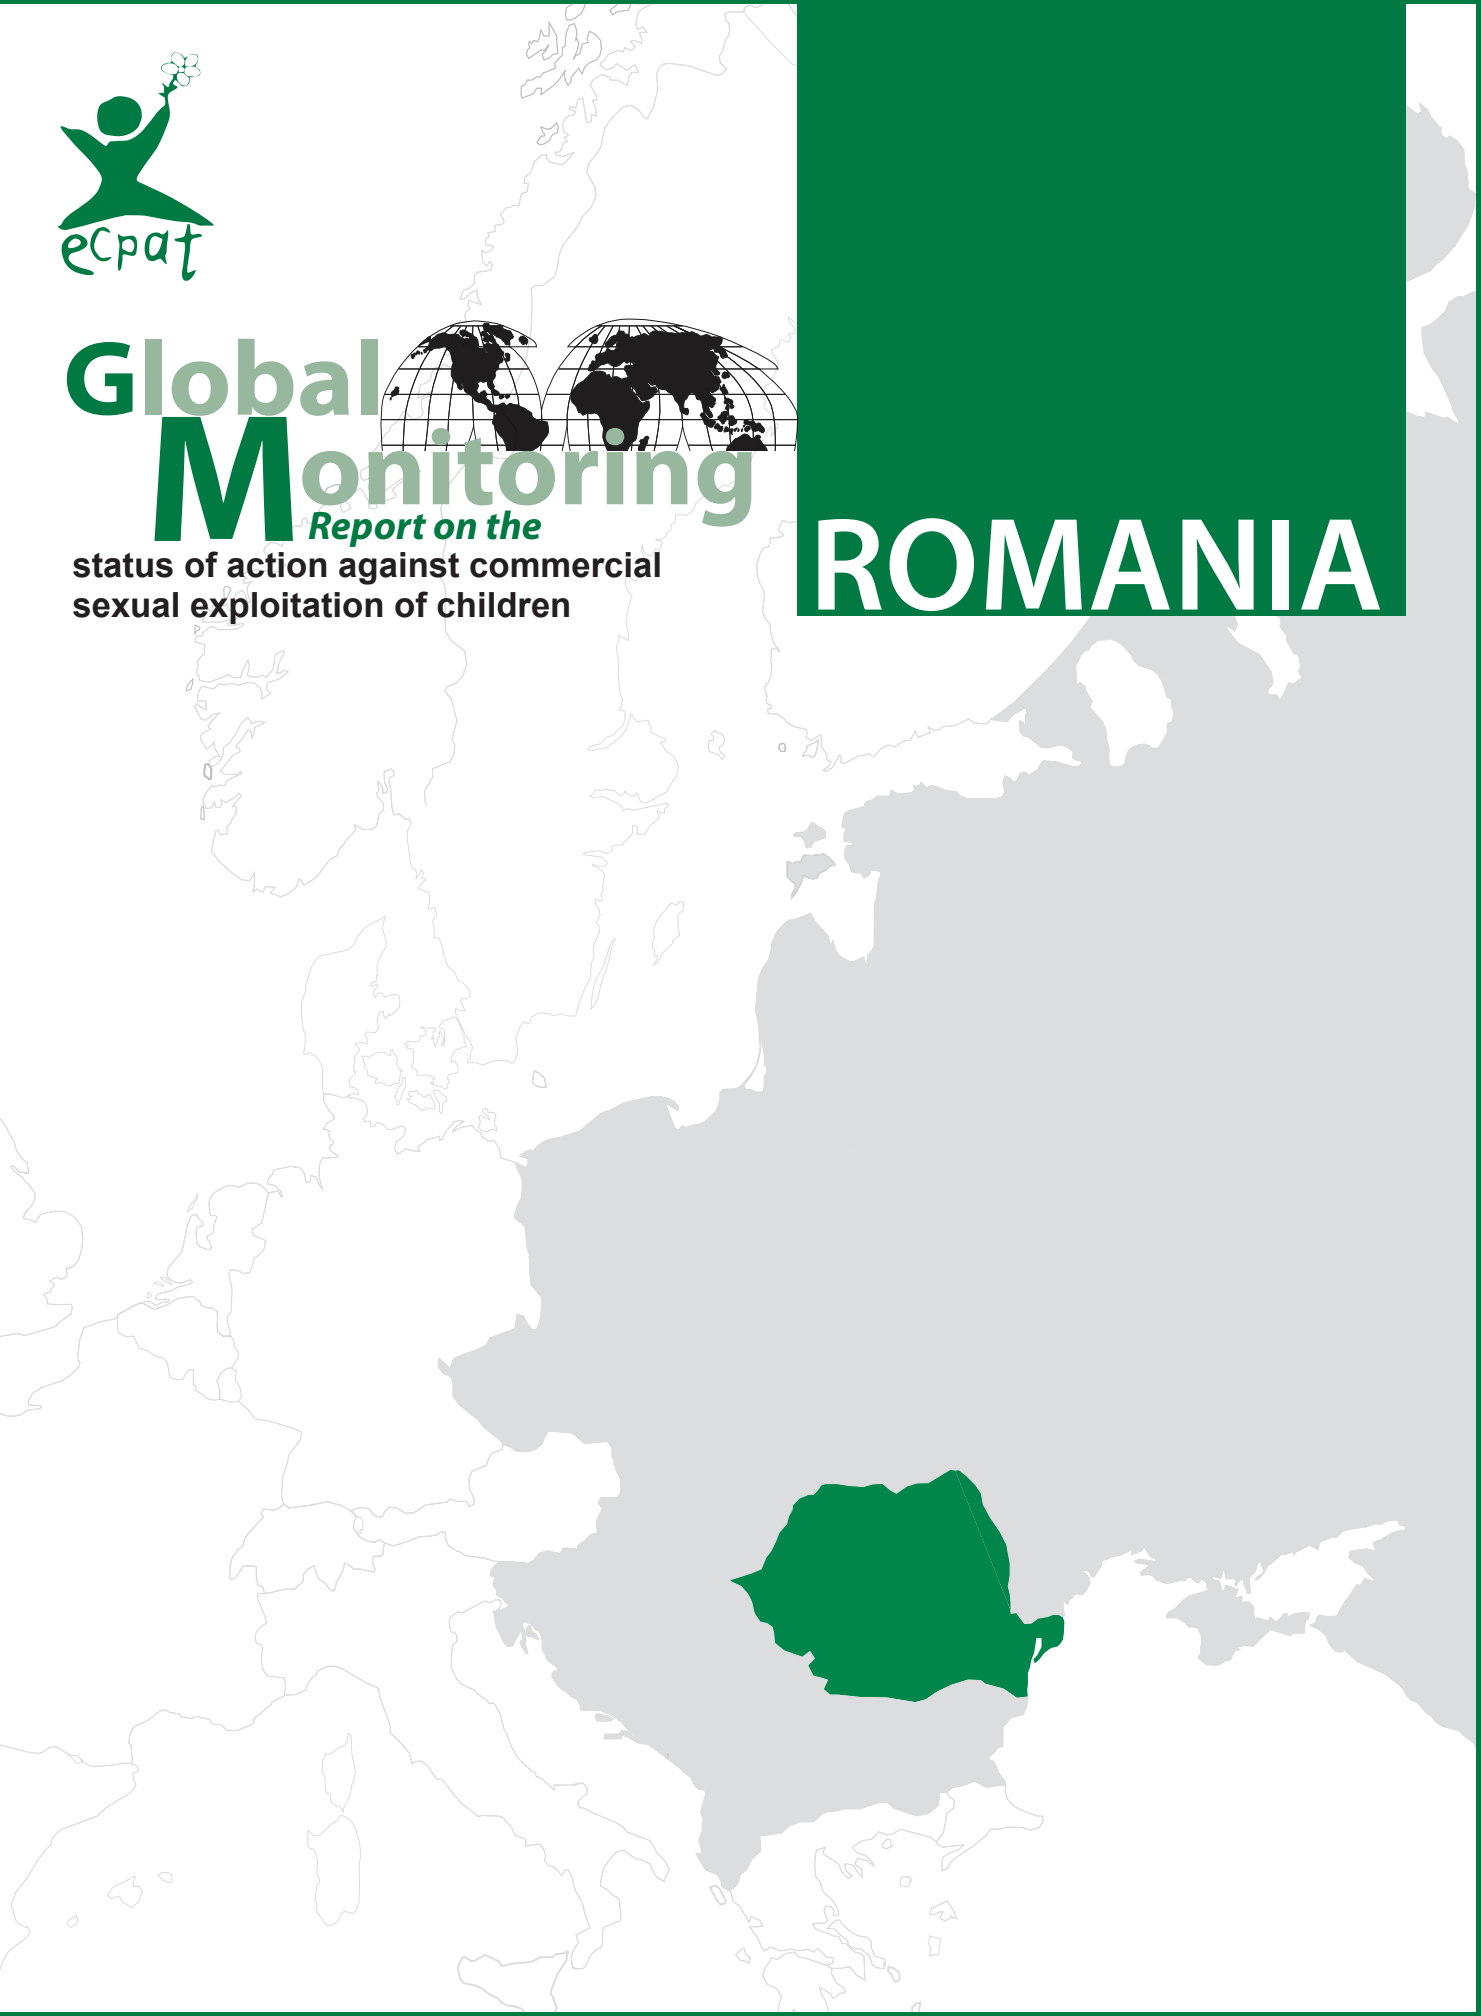 ecpat
Global
Monitoring
Report on the
status of action against commercial
sexual exploitation of children
ROMANIA